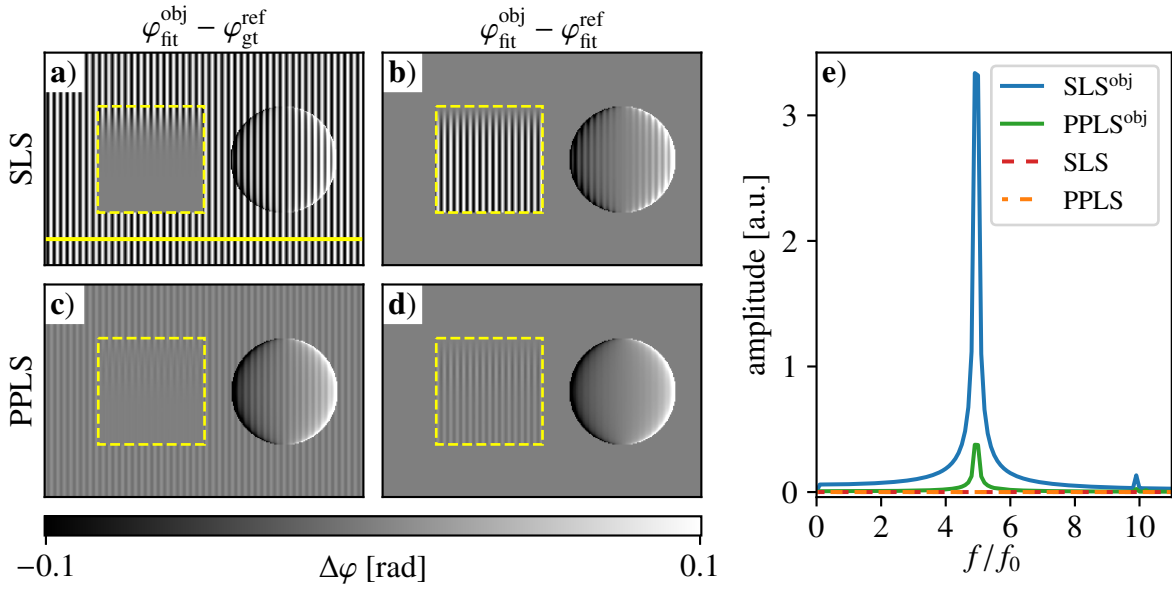 φ_fit^obj − φ_gt^ref
φ_fit^obj − φ_fit^ref
SLS
a)
b)
PPLS
c)
d)
−0.1
Δφ [rad]
0.1
e)
SLS^obj
PPLS^obj
SLS
PPLS
amplitude [a.u.]
3
2
1
0
0 2 4 6 8 10
f/f₀